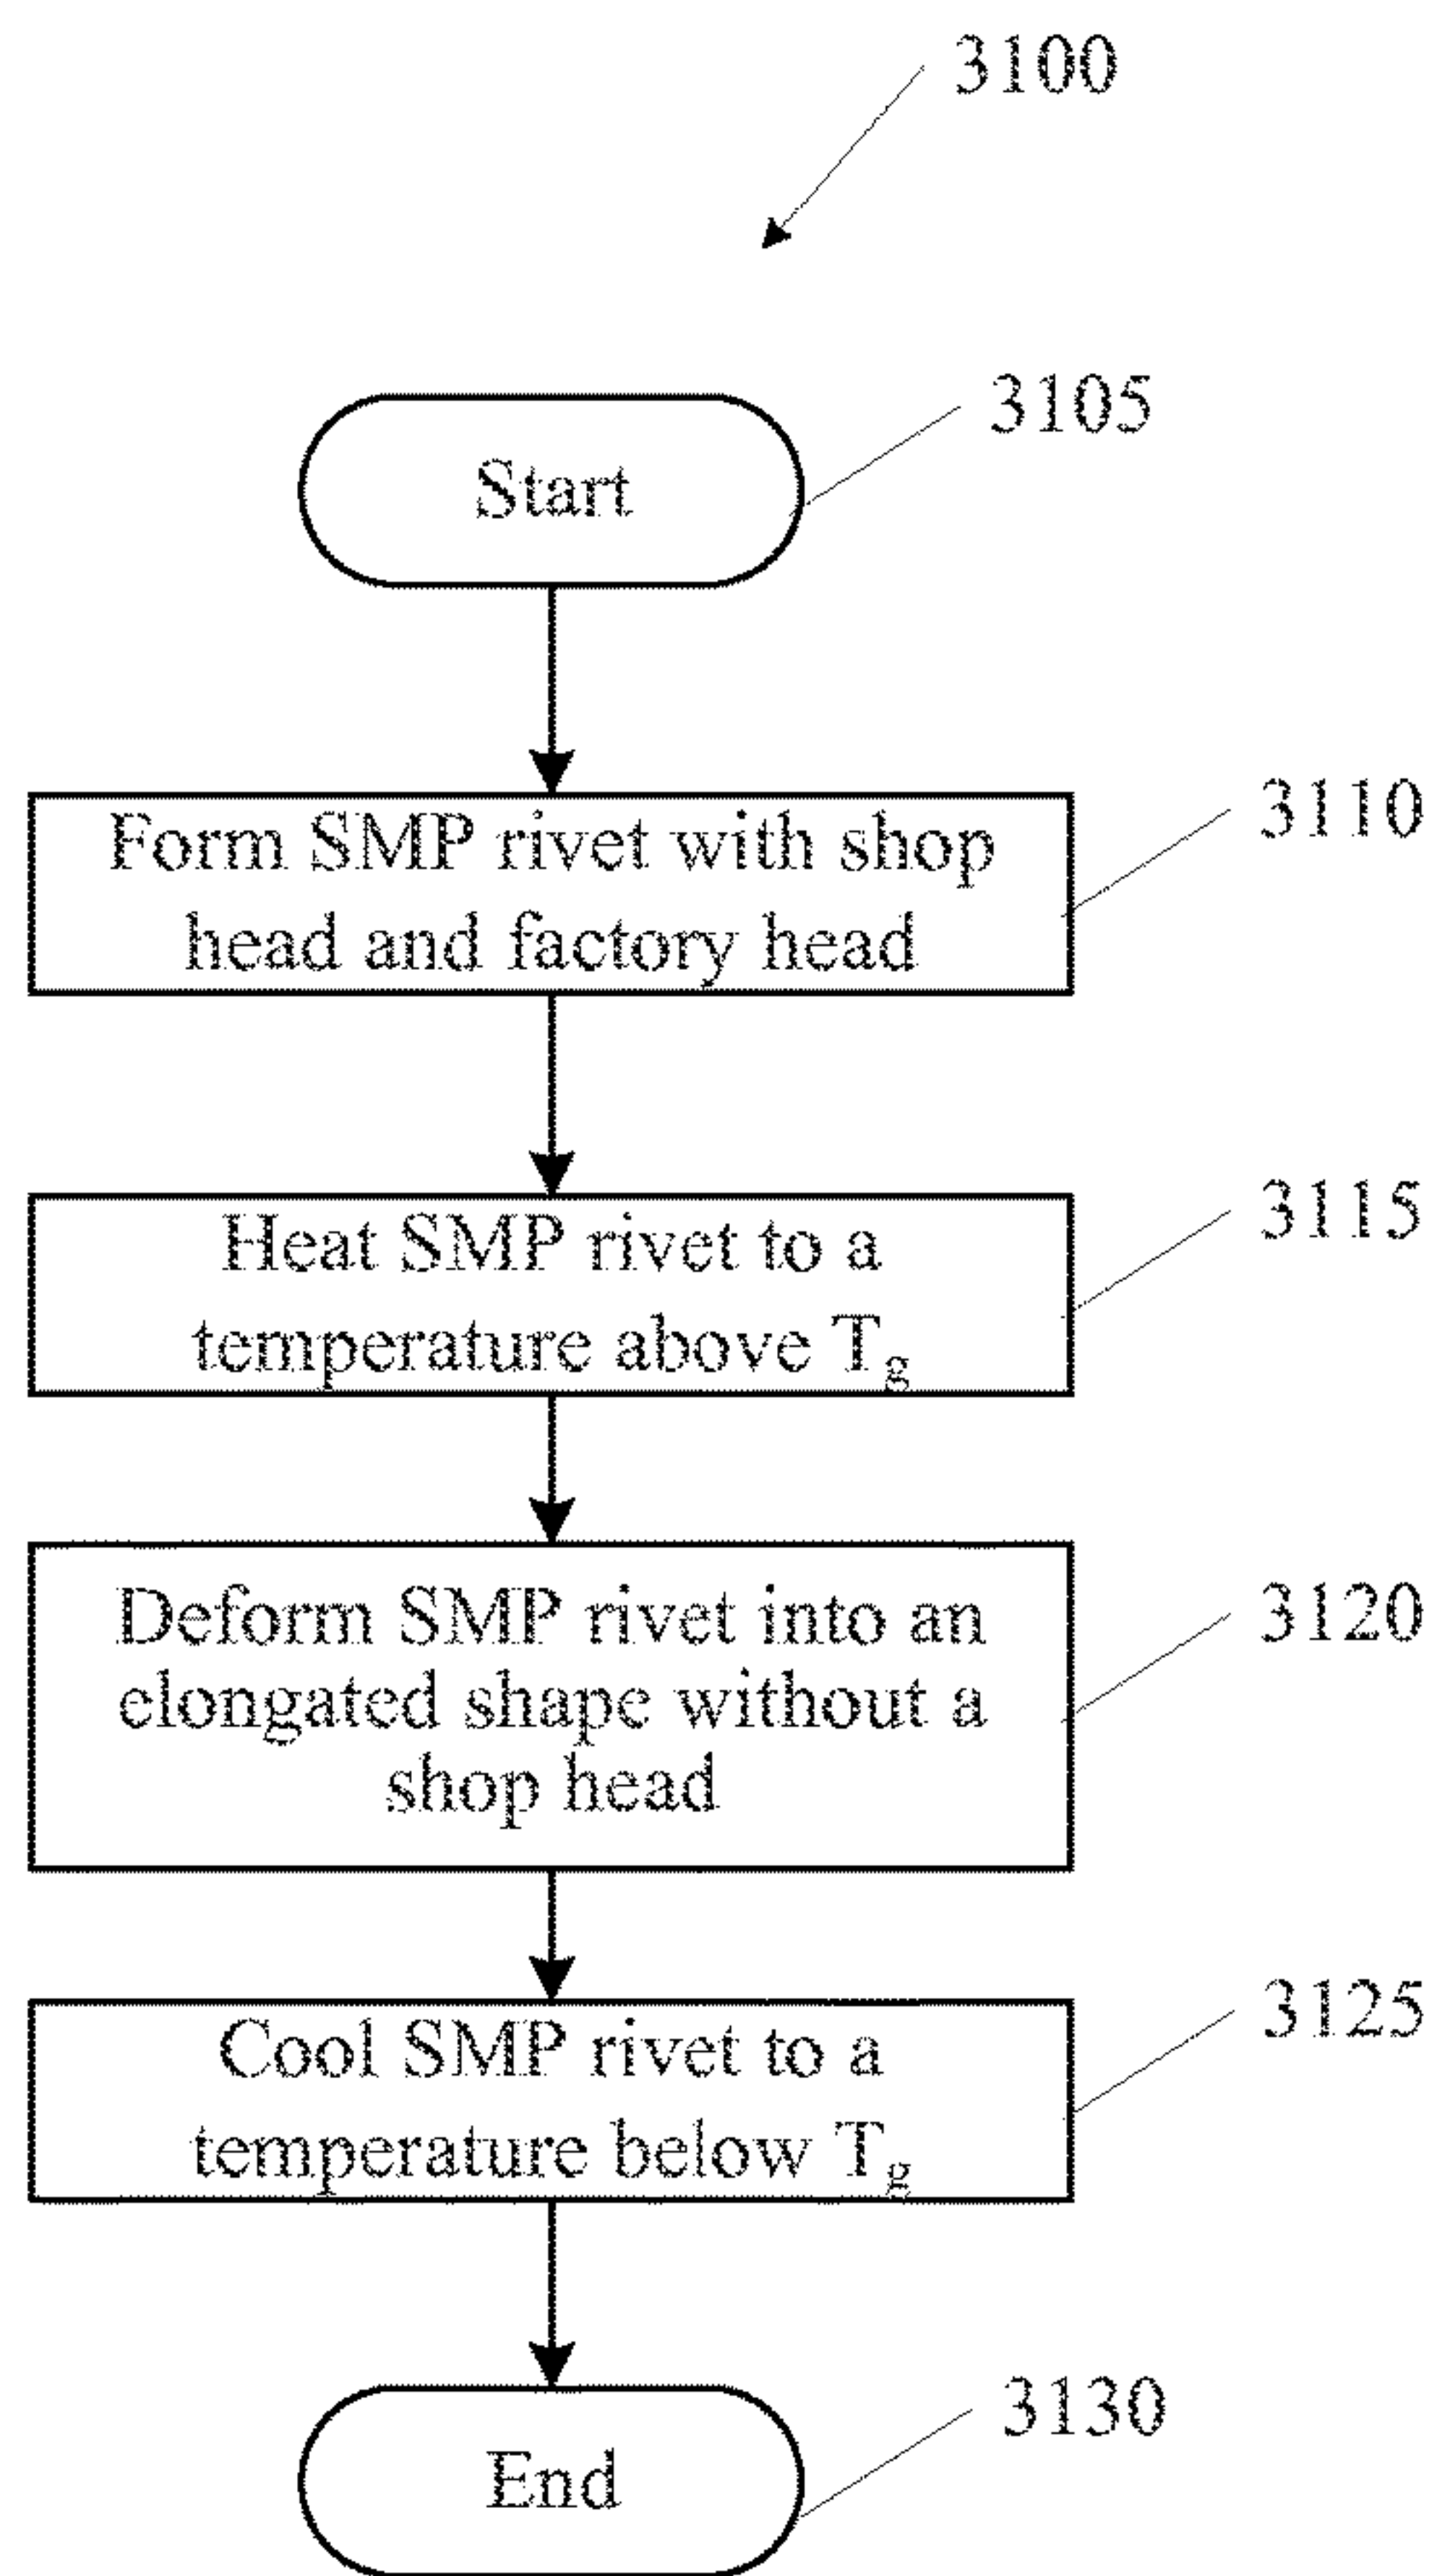 3100
3105
Start
3110
Form SMP rivet with shop
head and factory head
3115
Heat SMP rivet to a
temperature above Tg
3120
Deform SMP rivet into an
elongated shape without a
shop head
3125
Cool SMP rivet to a
temperature below Tg
3130
End